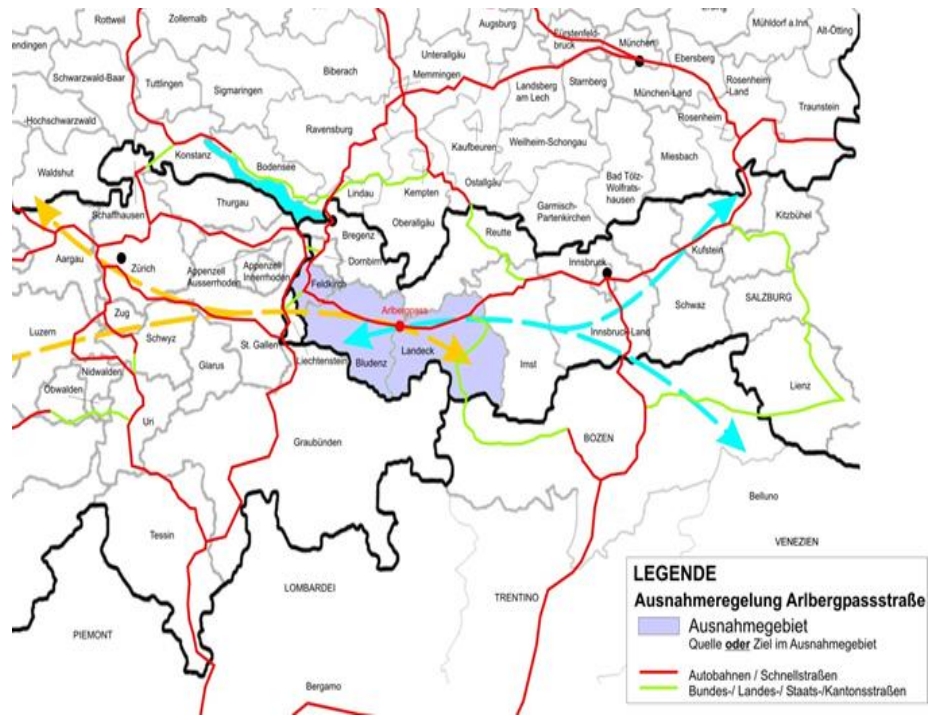 Rottweil
Zollernalb
Augsburg
Fürstenfeld-
bruck
München
Mühldorf a.Inn
Alt-Ötting
endingen
Unterallgäu
Ebersberg
Schwarzwald-Baar
Tuttlingen
Biberach
Memmingen
Landsberg
am Lech
Starnberg
Rosenheim
-Land
Sigmaringen
München-Land
Traunstein
-Hochschwarzwald
Ravensburg
Rosenheim
Kaufbeuren
Weilheim-Schongau
Konstanz
Bodensee
Miesbach
Waldshut
Lindau
Kempten
Ostallgäu
Bad Tölz-
Wolfrats-
hausen
Thurgau
Garmisch-
Partenkirchen
Schaffhausen
Bregenz
Oberallgäu
Reutte
Kitzbühel
Dornbirn
Kufstein
Aargau
Zürich
Appenzell
Ausserrhoden
Appenzell
Innerrhoden
Innsbruck
Feldkirch
Schwaz
SALZBURG
Arlbergpass
Zug
Luzern
Schwyz
St. Gallen
Innsbruck-Land
Glarus
Liechtenstein
Bludenz
Landeck
Imst
Nidwalden
Lienz
Obwalden
Uri
Graubünden
BOZEN
Belluno
Tessin
VENEZIEN
LOMBARDEI
TRENTINO
PIEMONT
Bergamo
LEGENDE
Ausnahmeregelung Arlbergpassstraße
Ausnahmegebiet
Quelle oder Ziel im Ausnahmegebiet
Autobahnen / Schnellstraßen
Bundes-/ Landes-/ Staats-/Kantonsstraßen